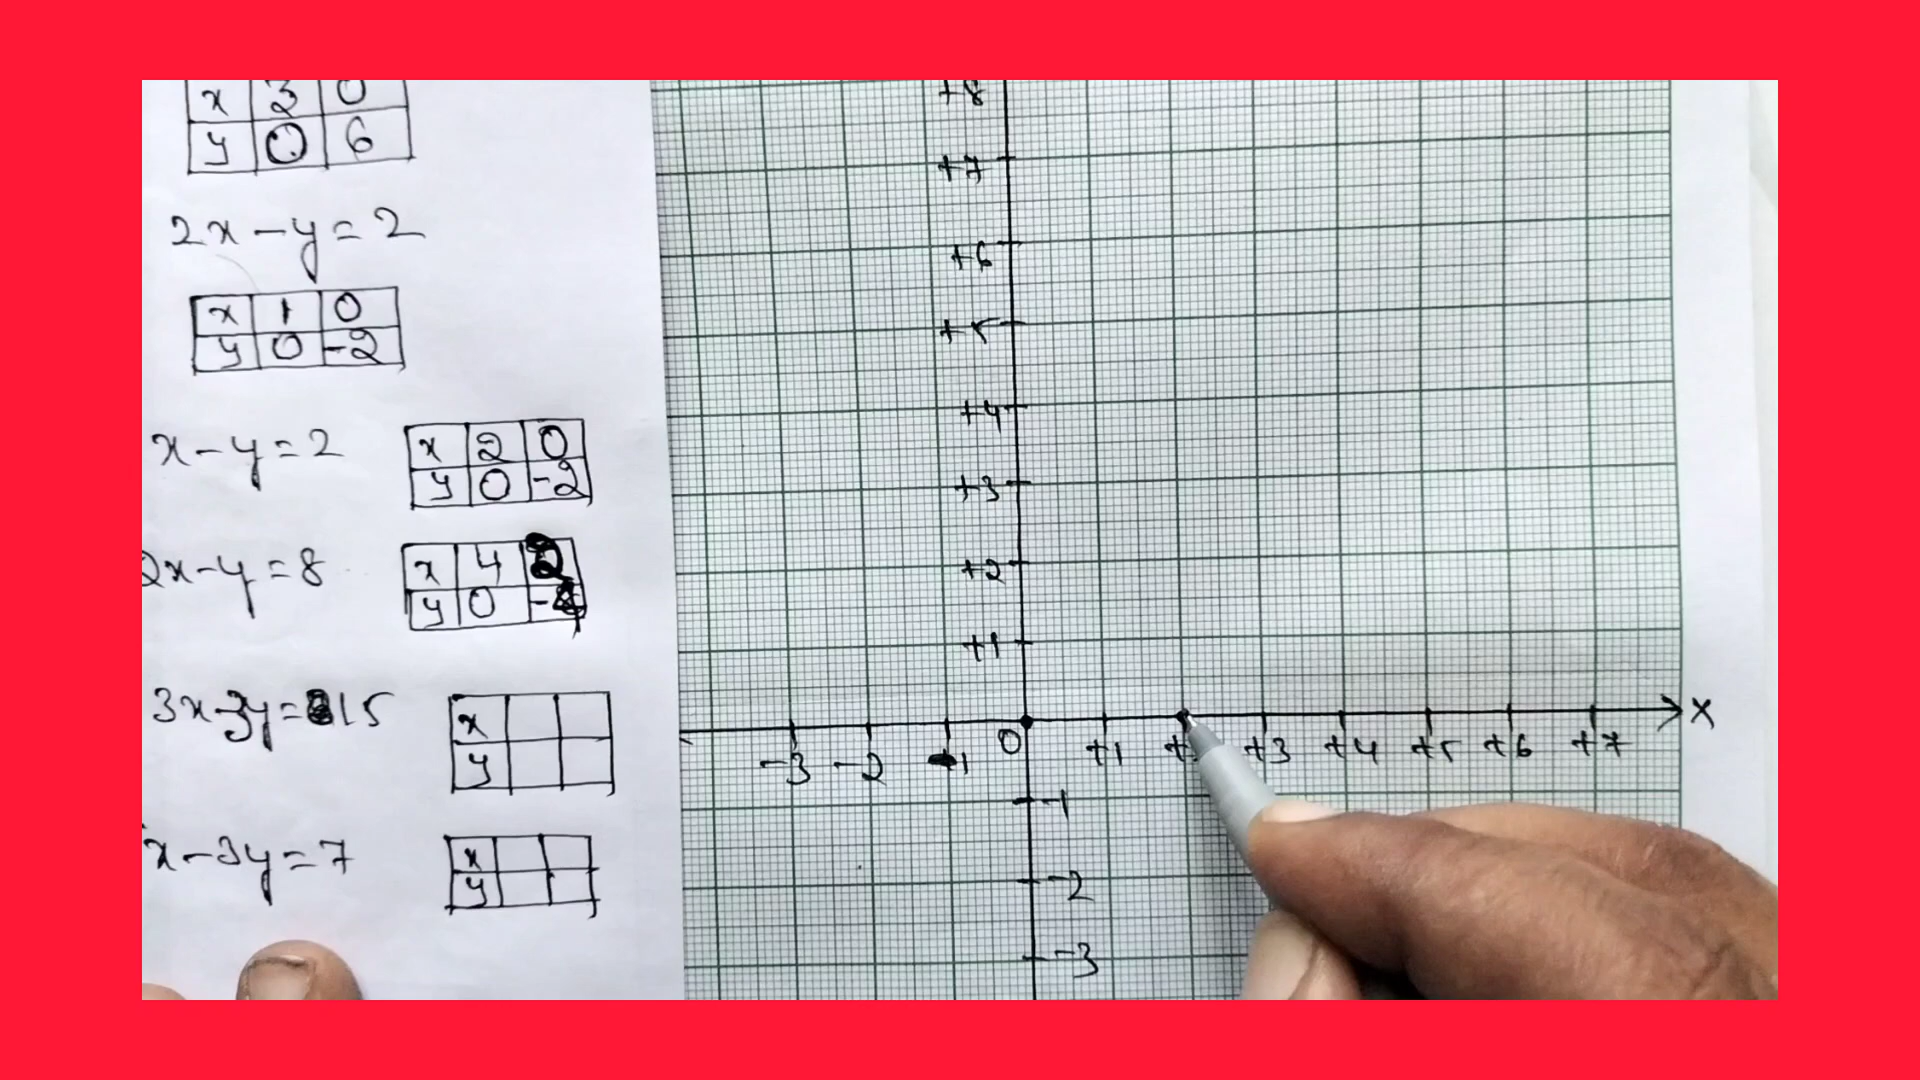 x 3 0
y 0 6
2x-y=2
x 1 0
y 0 -2
x-y=2
x 2 0
y 0 -2
2x-y=8
x 4 2
y 0 -4
3x-3y=15
x
y
x-3y=7
x
y
+8
+7
+6
+5
+4
+3
+2
+1
-3 -2 -1 0 +1 +3 +4 +5 +6 +7 X
-1
-2
-3